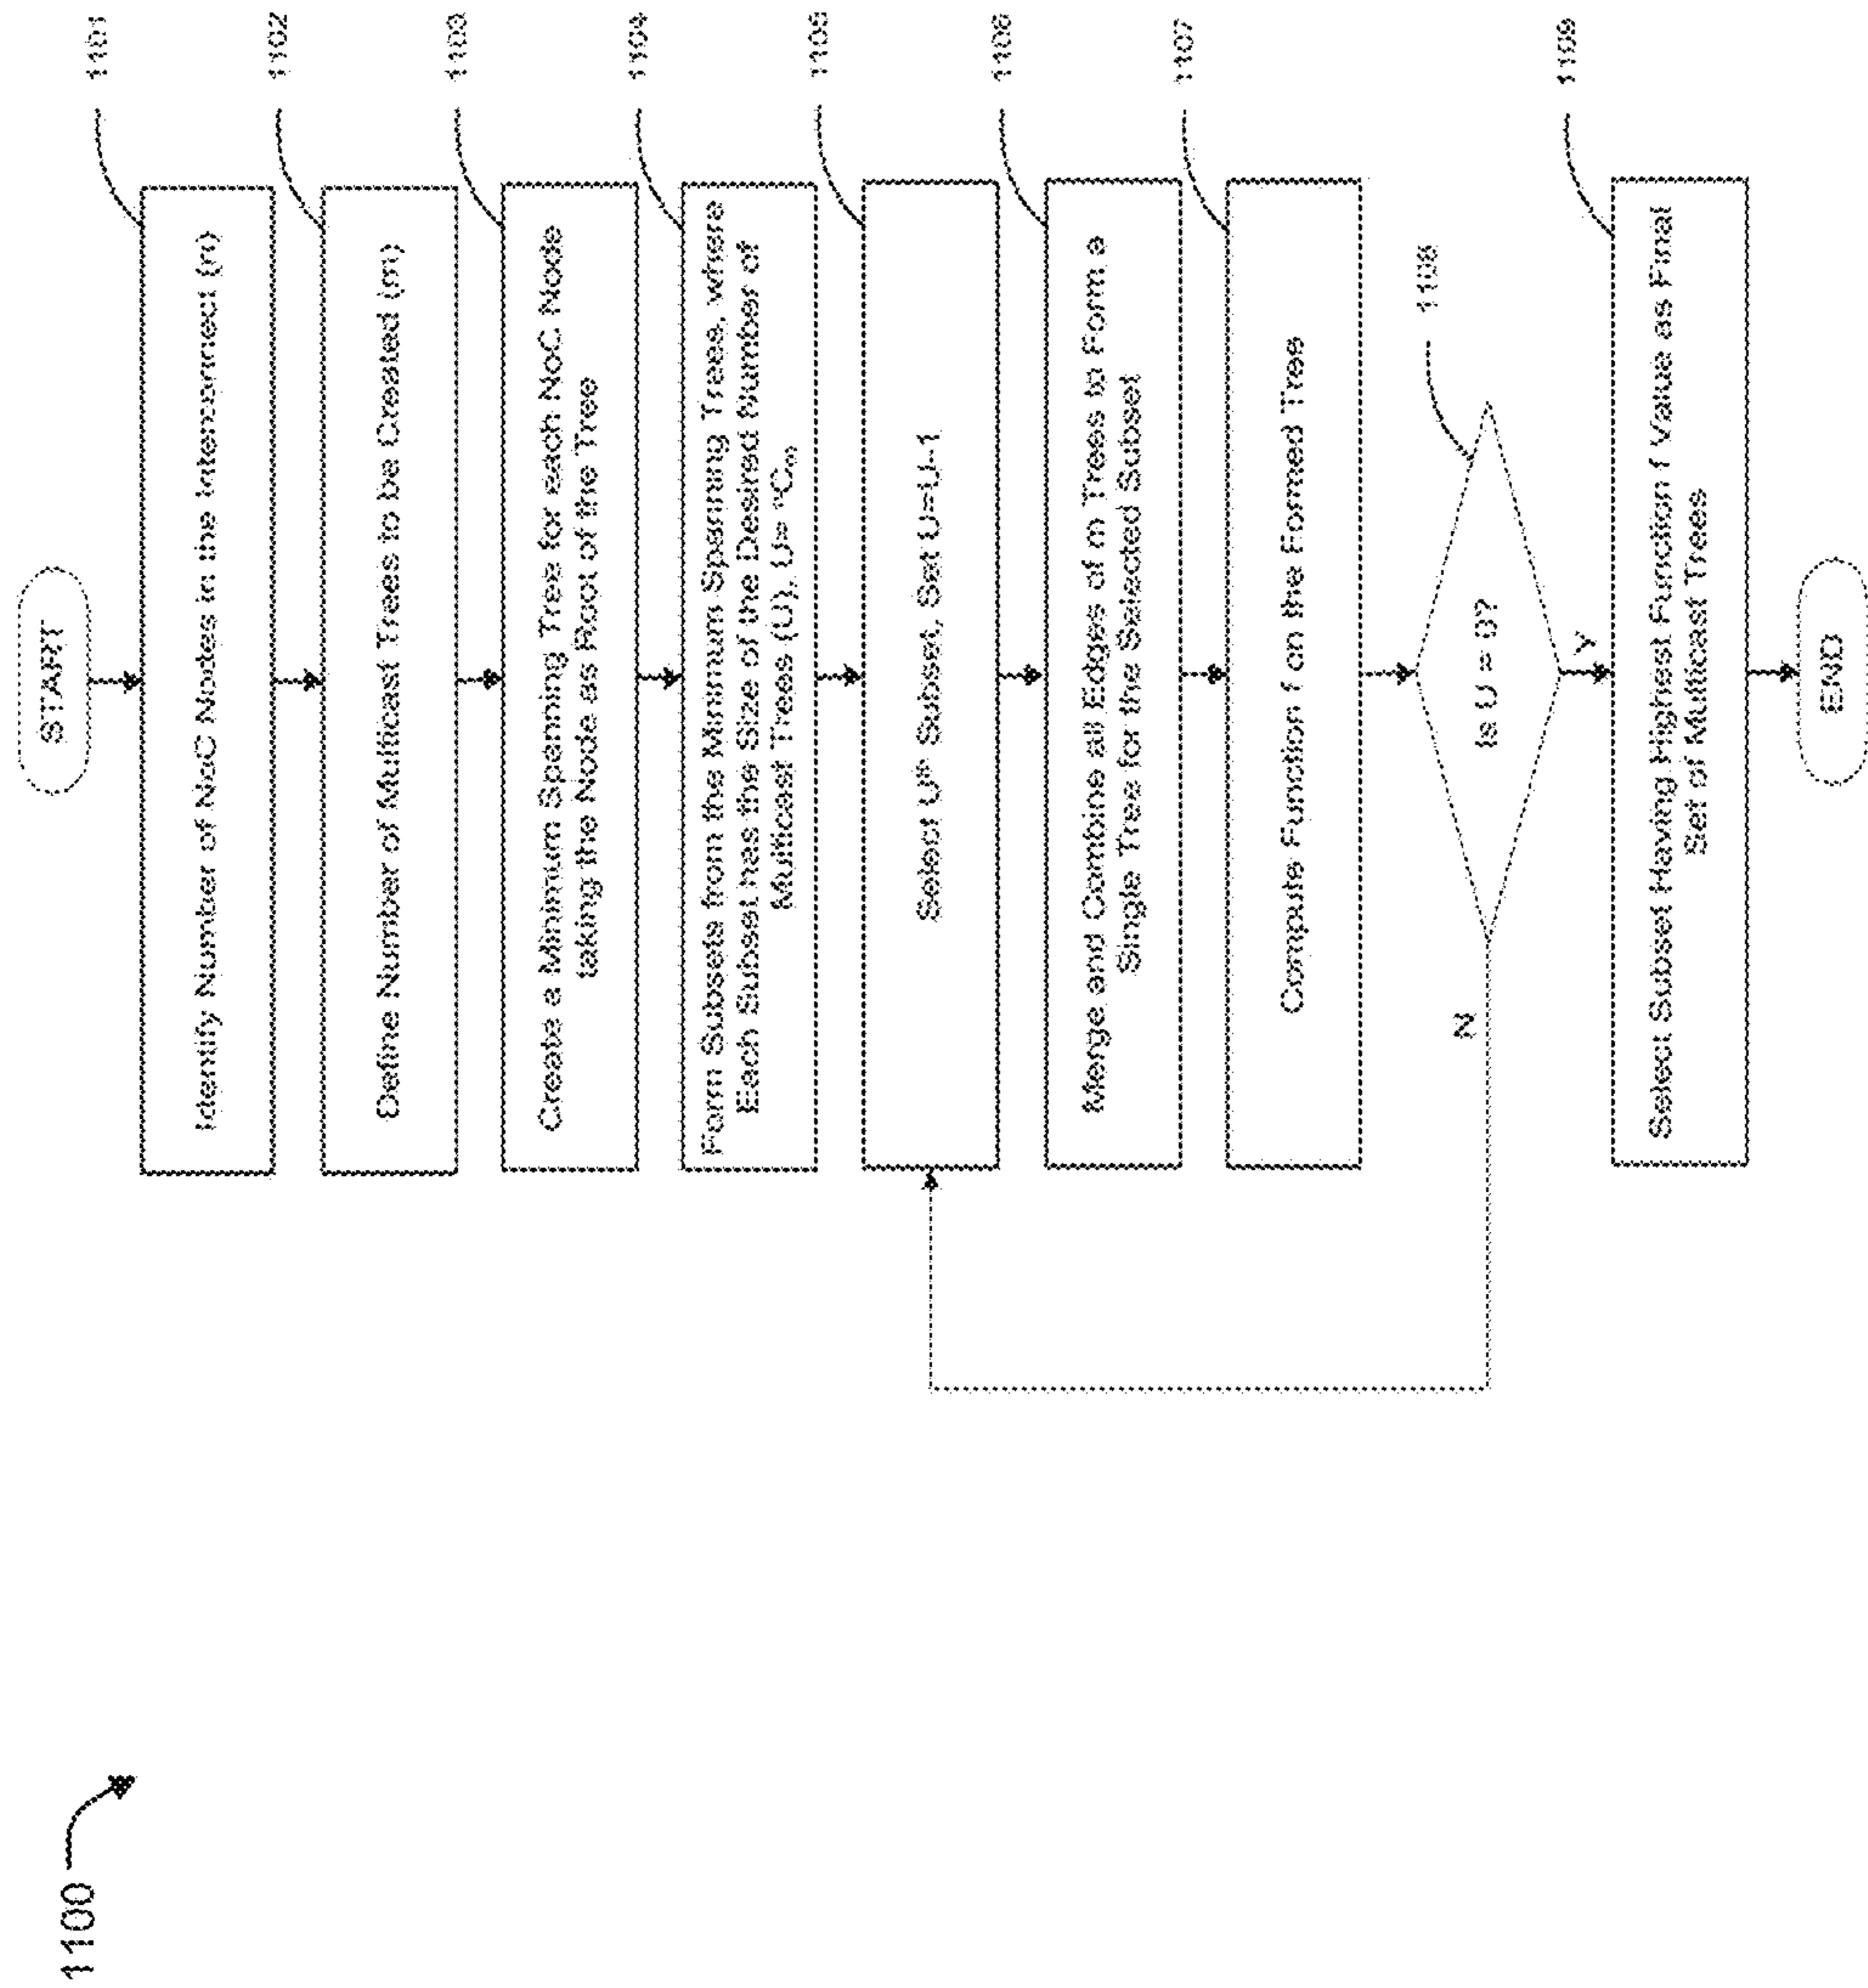 1100
START
1101
Identify Number of NoC Nodes in the Interconnect (n)
1102
Define Number of Multicast Trees to be Created (m)
1103
Create a Minimum Spanning Tree for each NoC Node
taking the Node as Root of the Tree
1104
Form Subsets from the Minimum Spanning Trees, where
Each Subset has the Size of the Desired Number of
Multicast Trees (U), U= ⁿCₘ
1105
Select Uᵗʰ Subset, Set U=U-1
1106
Merge and Combine all Edges of m Trees to Form a
Single Tree for the Selected Subset
1107
Compute Function f on the Formed Tree
1108
Is U = 0?
N
Y
1109
Select Subset Having Highest Function f Value as Final
Set of Multicast Trees
END